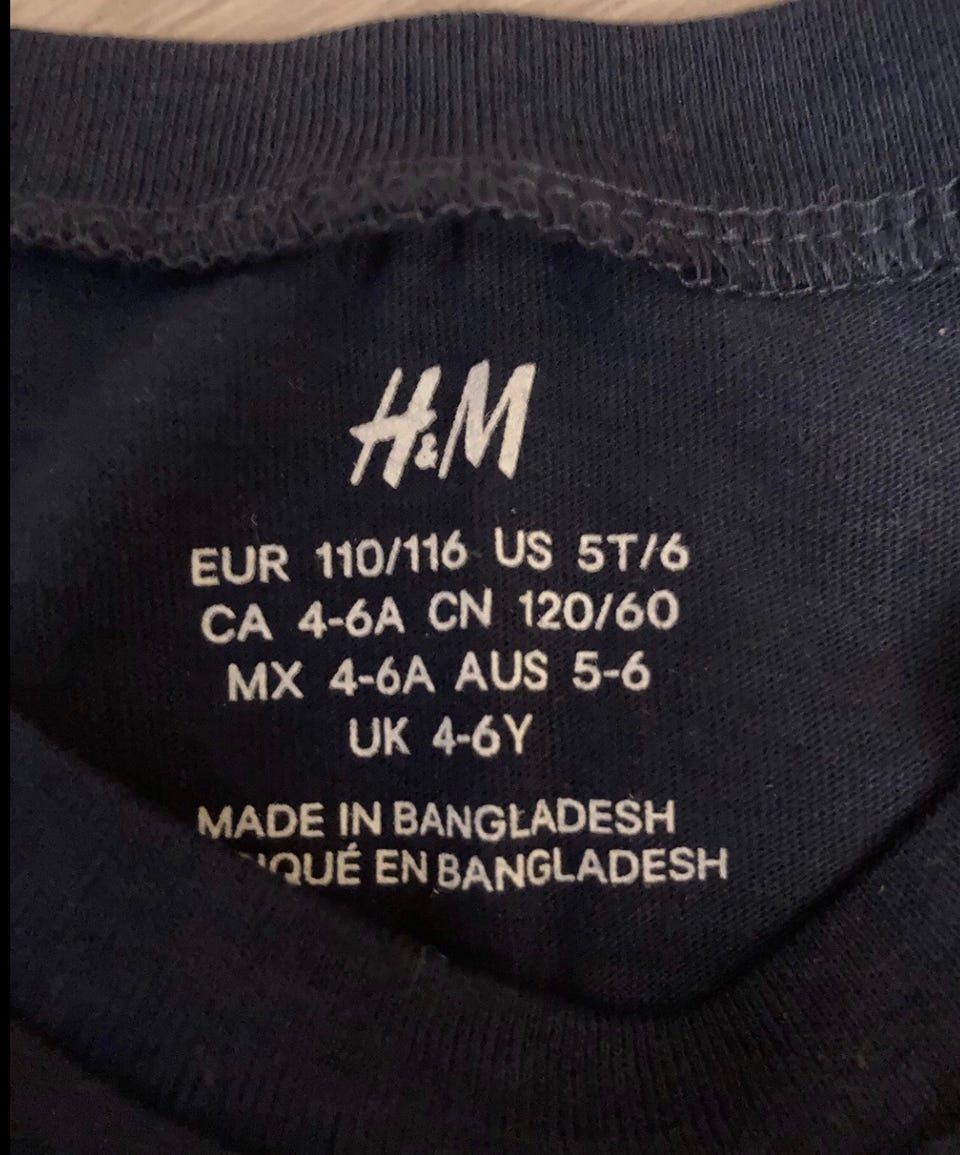 H&M
EUR 110/116 US 5T/6
CA 4-6A CN 120/60
MX 4-6A AUS 5-6
UK 4-6Y
MADE IN BANGLADESH
EN BANGLADESH